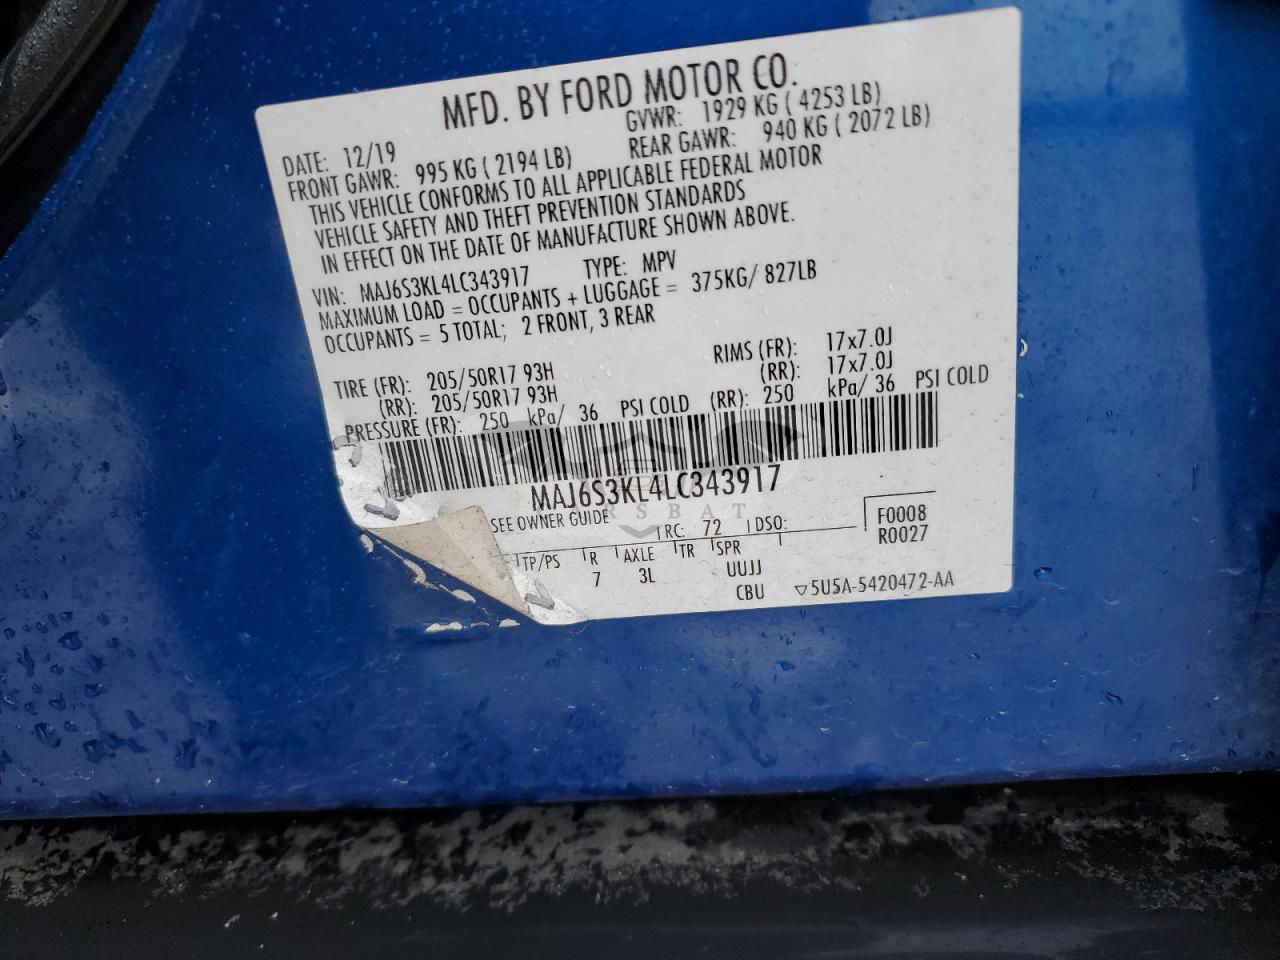 MFD. BY FORD MOTOR CO.
DATE: 12/19 GVWR: 1929 KG ( 4253 LB)
FRONT GAWR: 995 KG ( 2194 LB) REAR GAWR: 940 KG ( 2072 LB)
THIS VEHICLE CONFORMS TO ALL APPLICABLE FEDERAL MOTOR
VEHICLE SAFETY AND THEFT PREVENTION STANDARDS
IN EFFECT ON THE DATE OF MANUFACTURE SHOWN ABOVE.
VIN: MAJ6S3KL4LC343917 TYPE: MPV
MAXIMUM LOAD = OCCUPANTS + LUGGAGE = 375KG/ 827LB
OCCUPANTS = 5 TOTAL; 2 FRONT, 3 REAR
TIRE (FR): 205/50R17 93H RIMS (FR): 17x7.0J
(RR): 205/50R17 93H (RR): 17x7.0J
PRESSURE (FR): 250 kPa/ 36 PSI COLD (RR): 250 kPa/ 36 PSI COLD
MAJ6S3KL4LC343917
SEE OWNER GUIDE
RC: 72 DSO: F0008
R0027
TP/PS R AXLE TR SPR
7 3L UUJJ
CBU ▽5U5A-5420472-AA